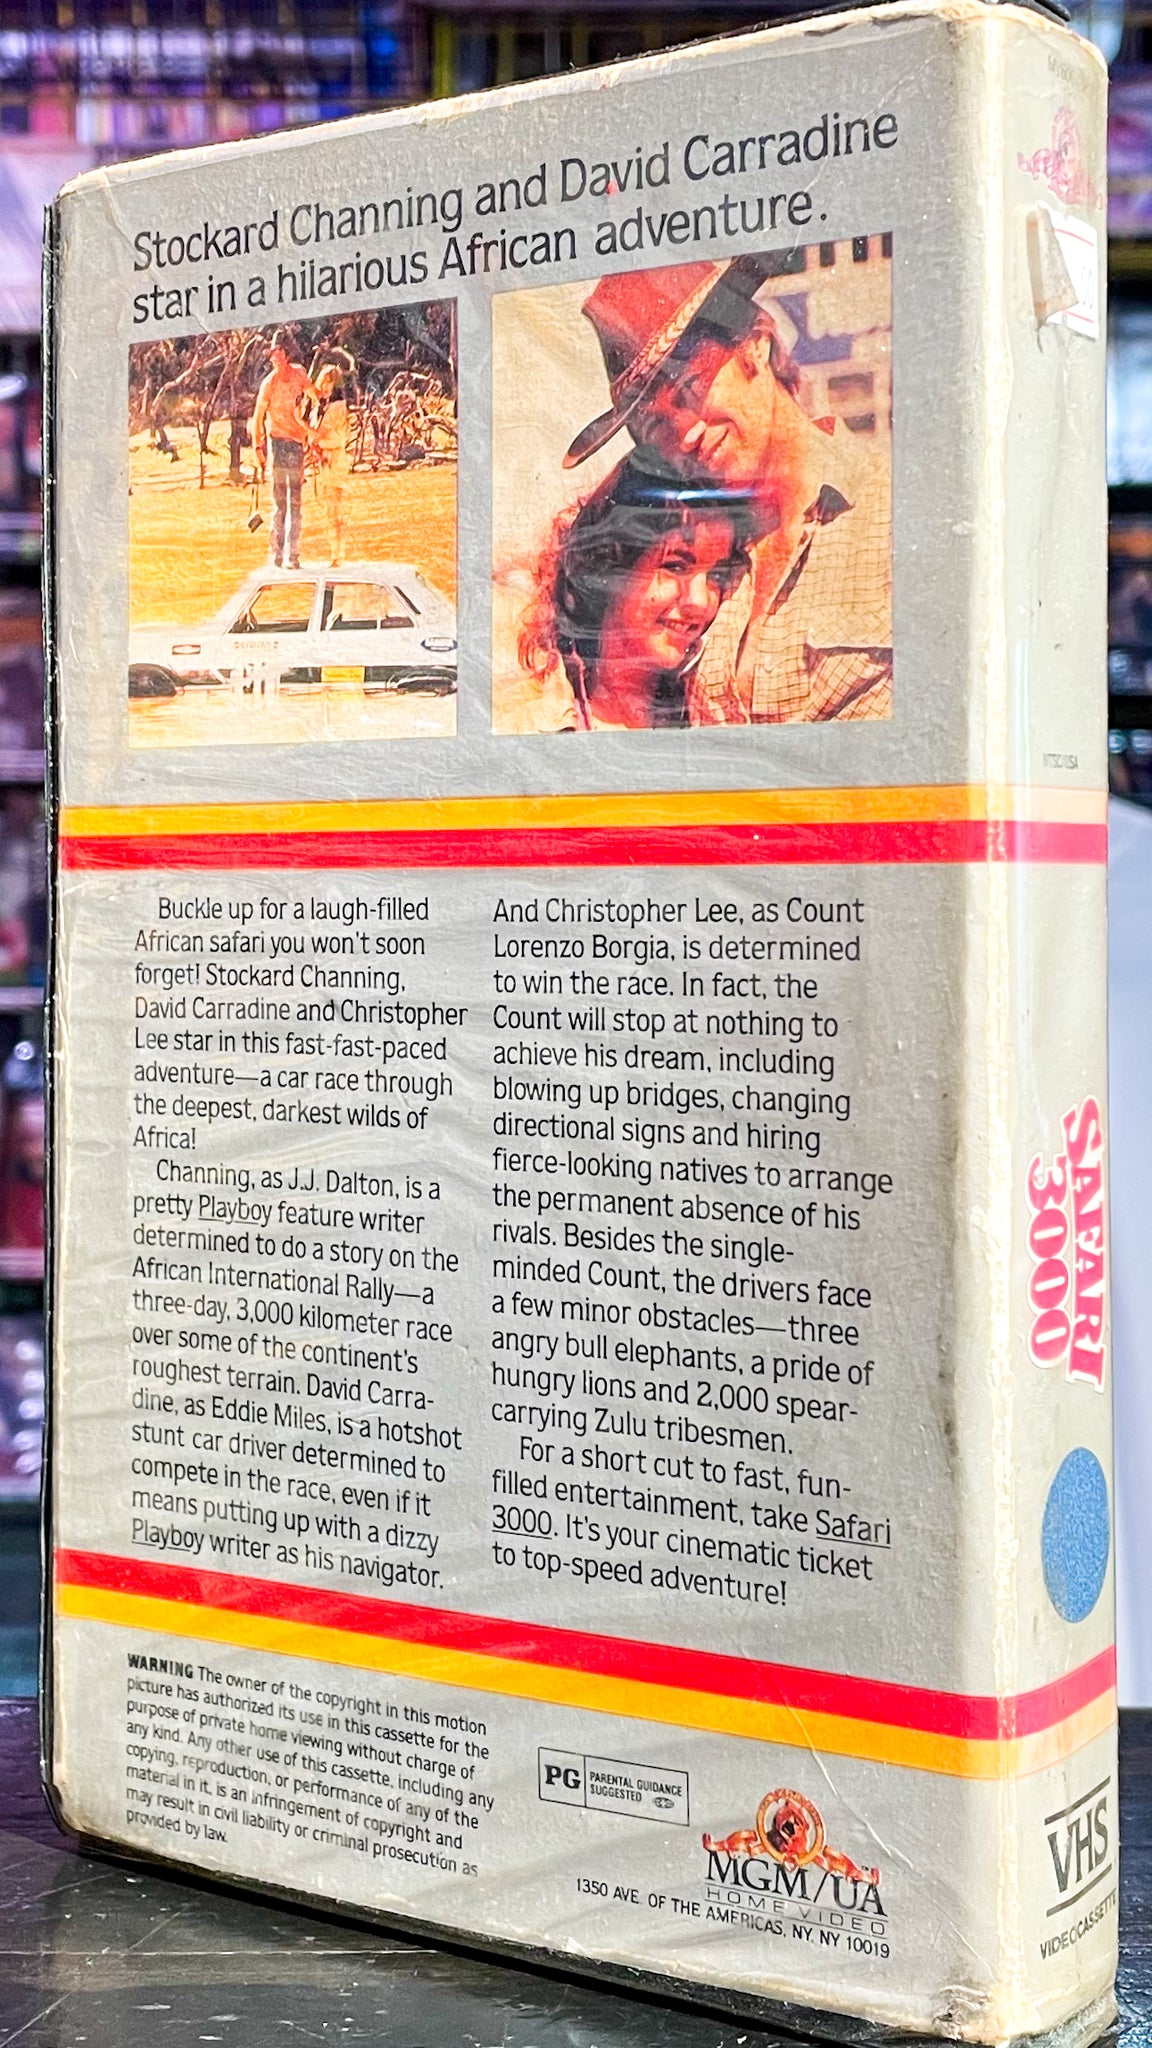 Stockard Channing and David Carradine
star in a hilarious African adventure.
Buckle up for a laugh-filled
African safari you won't soon
forget! Stockard Channing,
David Carradine and Christopher
Lee star in this fast-fast-paced
adventure—a car race through
the deepest, darkest wilds of
Africa!
Channing, as J.J. Dalton, is a
pretty Playboy feature writer
determined to do a story on the
African International Rally—a
three-day, 3,000 kilometer race
over some of the continent's
roughest terrain. David Carra-
dine, as Eddie Miles, is a hotshot
stunt car driver determined to
compete in the race, even if it
means putting up with a dizzy
Playboy writer as his navigator.
And Christopher Lee, as Count
Lorenzo Borgia, is determined
to win the race. In fact, the
Count will stop at nothing to
achieve his dream, including
blowing up bridges, changing
directional signs and hiring
fierce-looking natives to arrange
the permanent absence of his
rivals. Besides the single-
minded Count, the drivers face
a few minor obstacles—three
angry bull elephants, a pride of
hungry lions and 2,000 spear-
carrying Zulu tribesmen.
For a short cut to fast, fun-
filled entertainment, take Safari
3000. It's your cinematic ticket
to top-speed adventure!
WARNING The owner of the copyright in this motion
picture has authorized its use in this cassette for the
purpose of private home viewing without charge of
any kind. Any other use of this cassette, including any
copying, reproduction, or performance of any of the
material in it, is an infringement of copyright and
may result in civil liability or criminal prosecution as
provided by law.
PG PARENTAL GUIDANCE
SUGGESTED
MGM/UA
HOME VIDEO
1350 AVE. OF THE AMERICAS, NY, NY 10019
NTSC/USA
SAFARI
3000
VHS
VIDEOCASSETTE